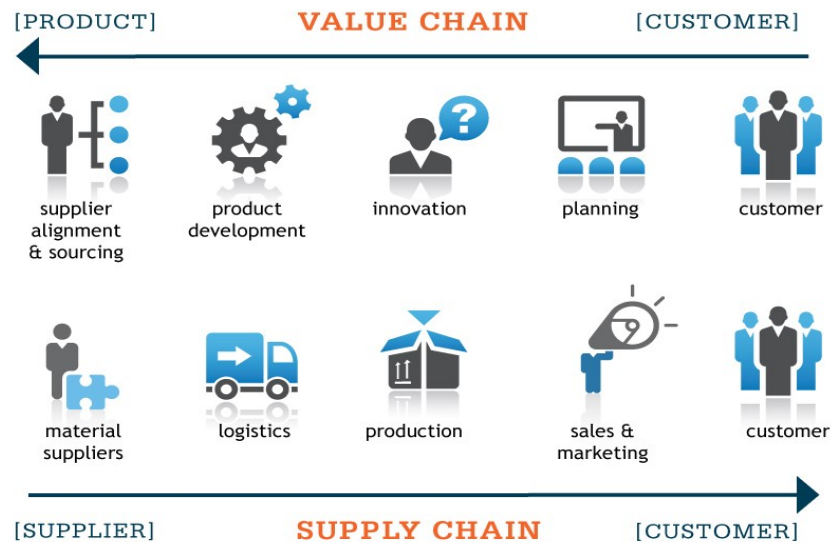 [PRODUCT] VALUE CHAIN [CUSTOMER]
?
supplier
alignment
& sourcing
product
development
innovation
planning
customer
material
suppliers
logistics
production
sales &
marketing
customer
[SUPPLIER] SUPPLY CHAIN [CUSTOMER]